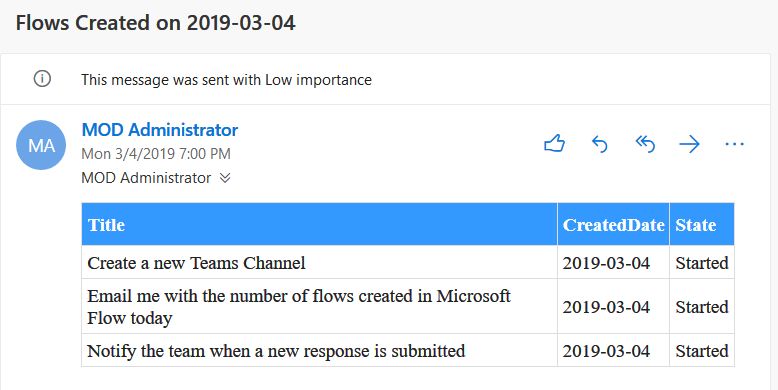 Flows Created on 2019-03-04
This message was sent with Low importance
MA
MOD Administrator
Mon 3/4/2019 7:00 PM
MOD Administrator
Title CreatedDate State
Create a new Teams Channel 2019-03-04 Started
Email me with the number of flows created in Microsoft
Flow today 2019-03-04 Started
Notify the team when a new response is submitted 2019-03-04 Started